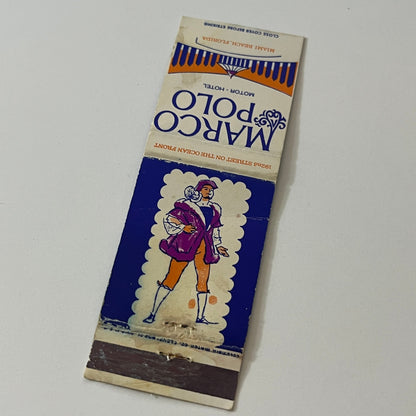 CLOSE COVER BEFORE STRIKING
MIAMI BEACH, FLORIDA
MARCO
POLO
MOTOR - HOTEL
192nd STREET ON THE OCEAN FRONT